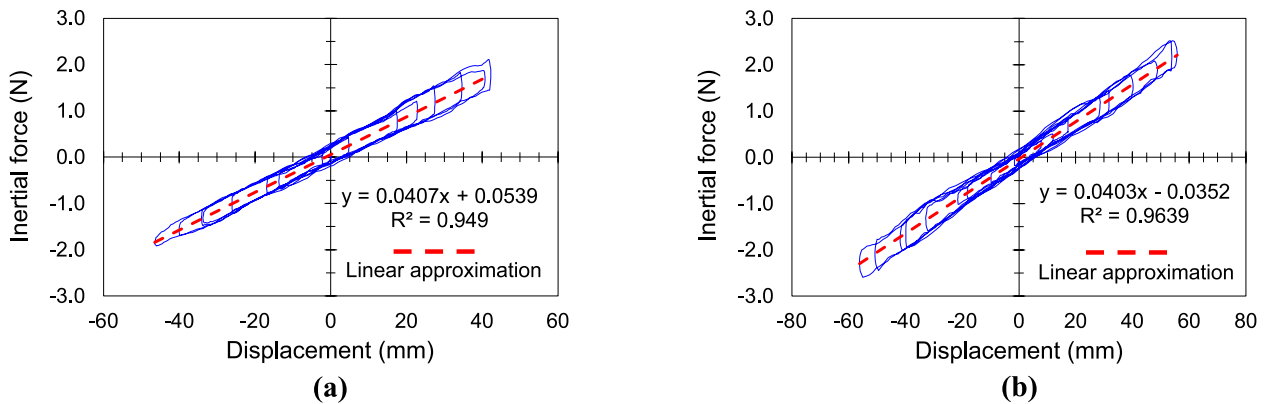 3.0
2.0
1.0
0.0
-1.0
-2.0
-3.0
Inertial force (N)
-60 -40 -20 0 20 40 60
Displacement (mm)
y = 0.0407x + 0.0539
R² = 0.949
Linear approximation
(a)
3.0
2.0
1.0
0.0
-1.0
-2.0
-3.0
Inertial force (N)
-80 -60 -40 -20 0 20 40 60 80
Displacement (mm)
y = 0.0403x - 0.0352
R² = 0.9639
Linear approximation
(b)